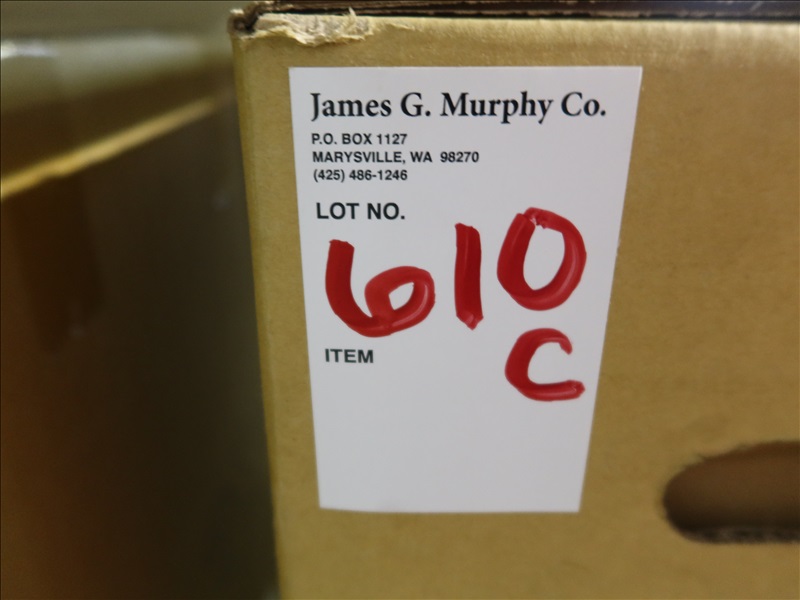 James G. Murphy Co.
P.O. BOX 1127
MARYSVILLE, WA 98270
(425) 486-1246
LOT NO.
610
C
ITEM